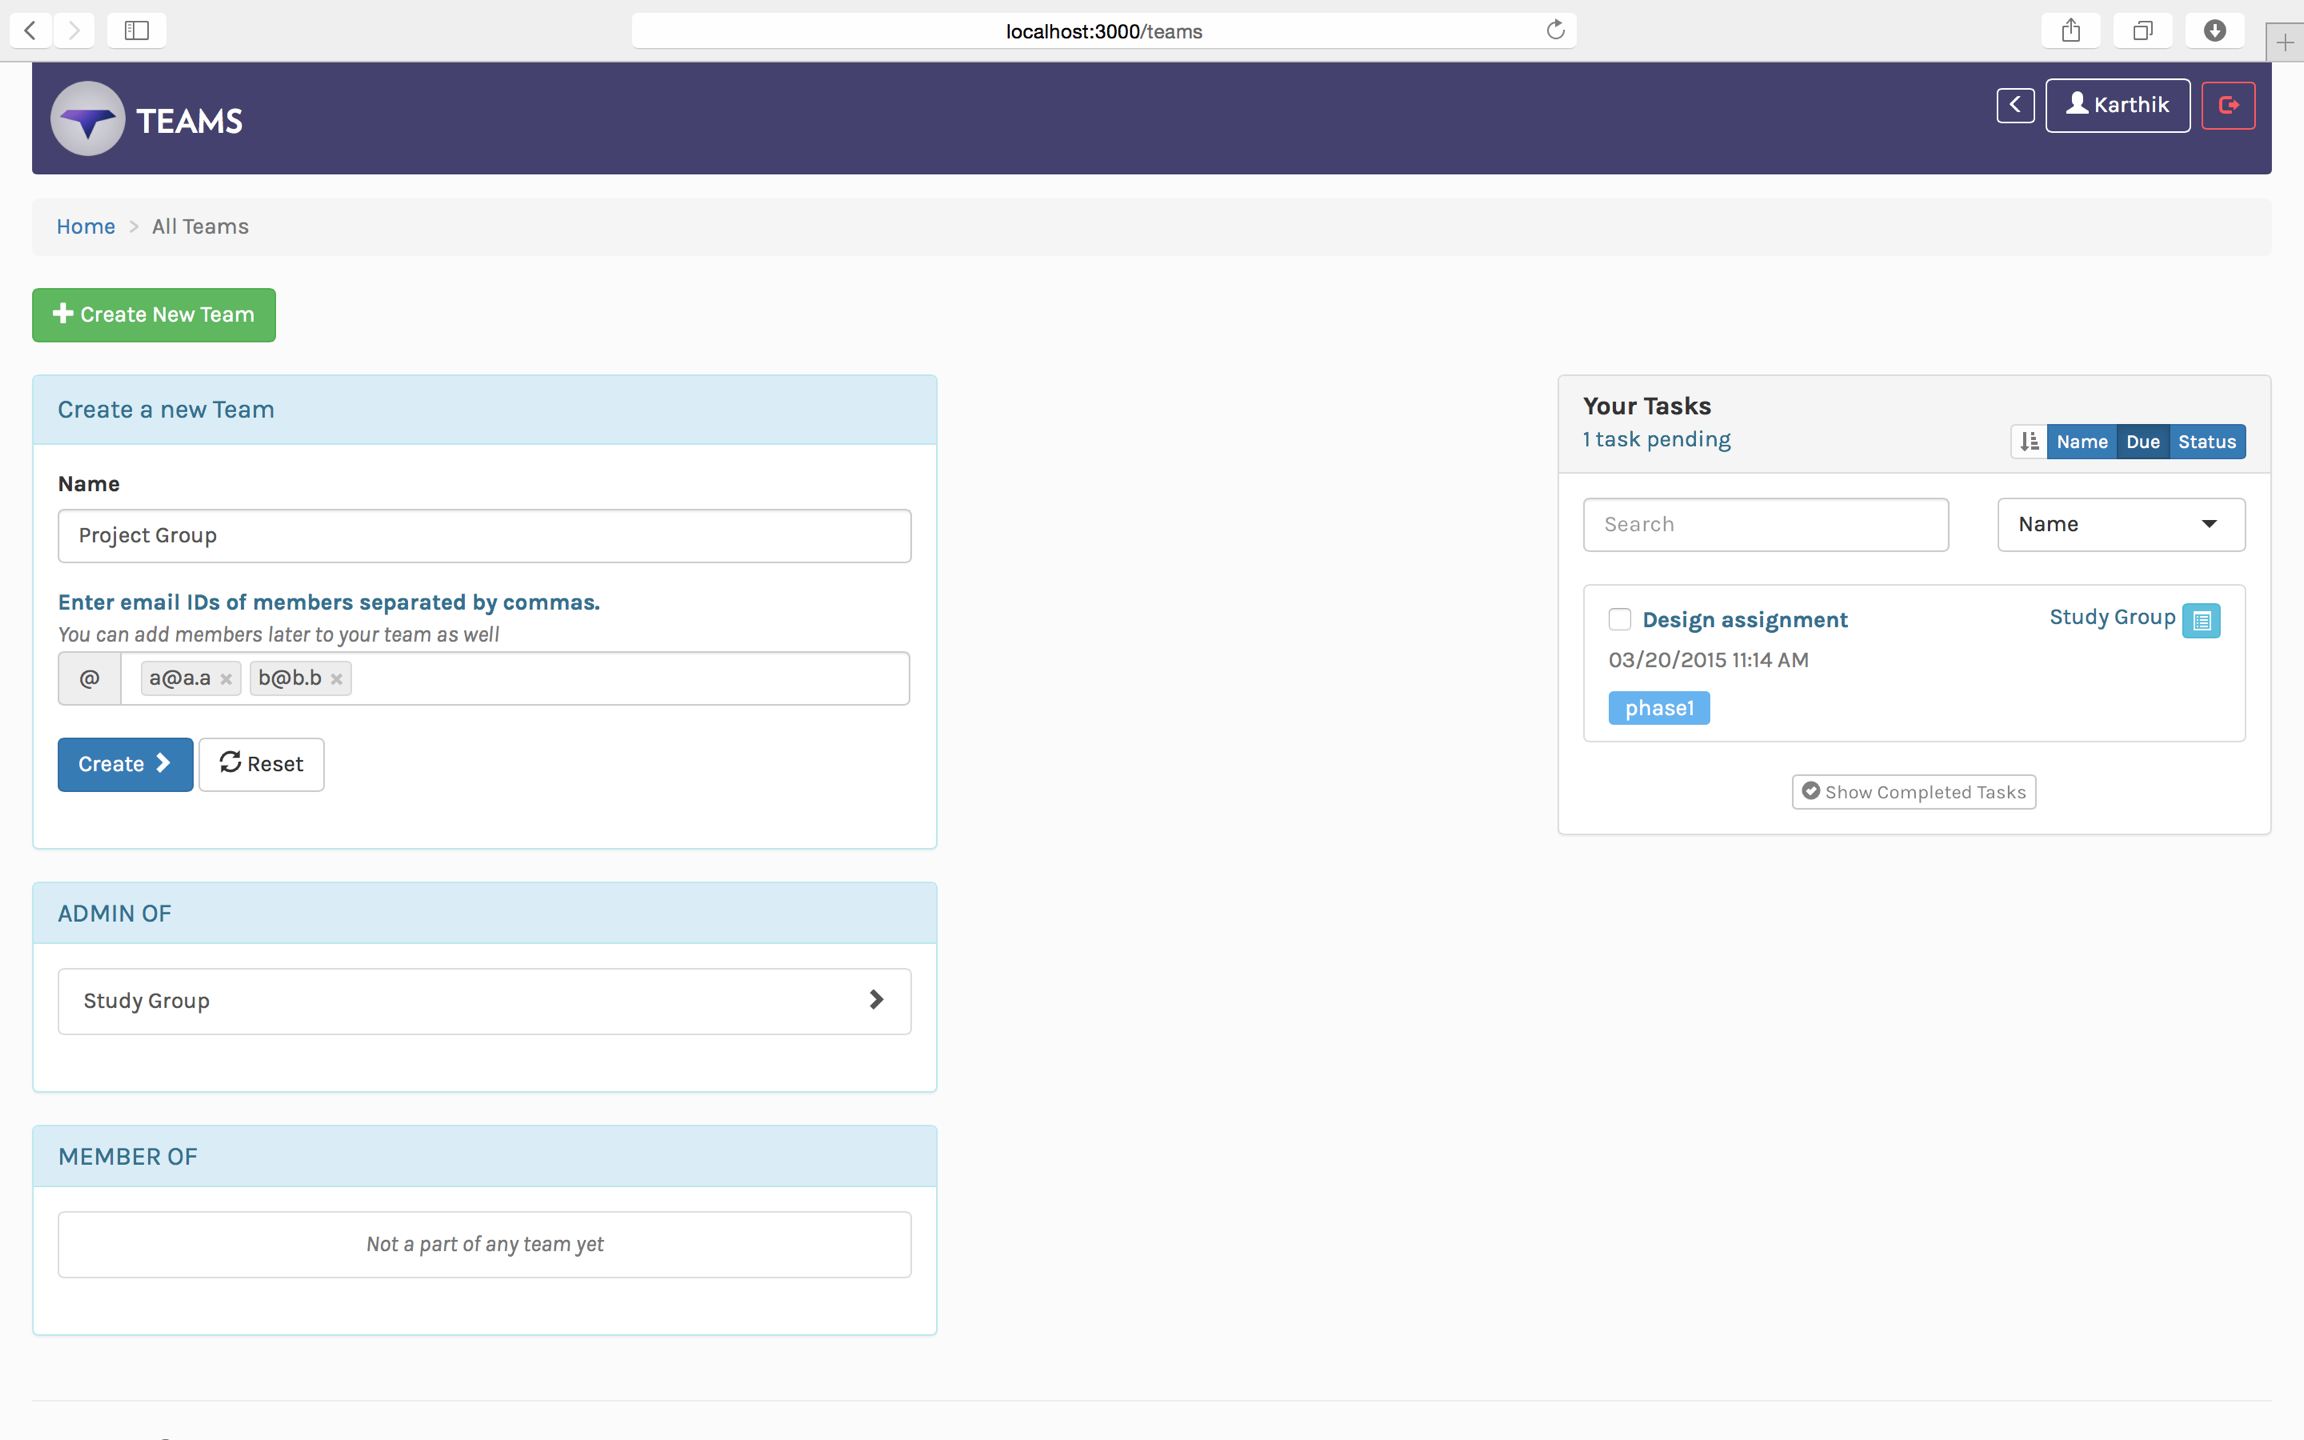 localhost:3000/teams
TEAMS
Karthik
Home > All Teams
Create New Team
Create a new Team
Name
Project Group
Enter email IDs of members separated by commas.
You can add members later to your team as well
@ a@a.a × b@b.b ×
Create
Reset
ADMIN OF
Study Group
MEMBER OF
Not a part of any team yet
Your Tasks
1 task pending
Name Due Status
Search
Name
Design assignment
Study Group
03/20/2015 11:14 AM
phase1
Show Completed Tasks